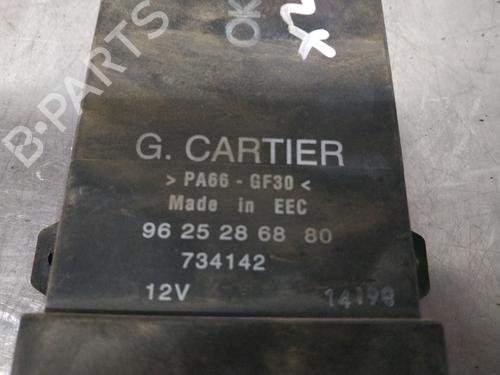 OK
G. CARTIER
> PA66 - GF30 <
Made in EEC
96 25 28 68 80
734142
12V 14198
B-PARTS